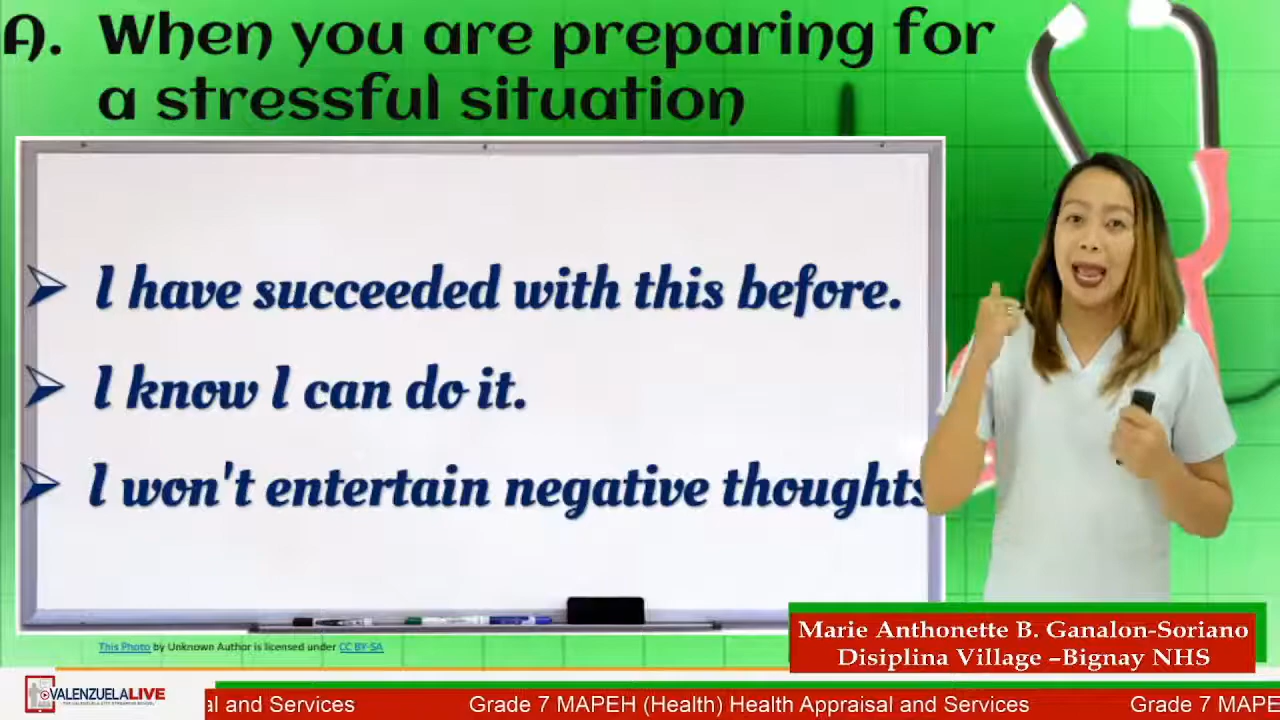 A. When you are preparing for
a stressful situation
I have succeeded with this before.
I know I can do it.
I won't entertain negative thoughts
This Photo by Unknown Author is licensed under CC BY-SA
Marie Anthonette B. Ganalon-Soriano
Disiplina Village –Bignay NHS
VALENZUELALIVE
al and Services Grade 7 MAPEH (Health) Health Appraisal and Services Grade 7 MAPE